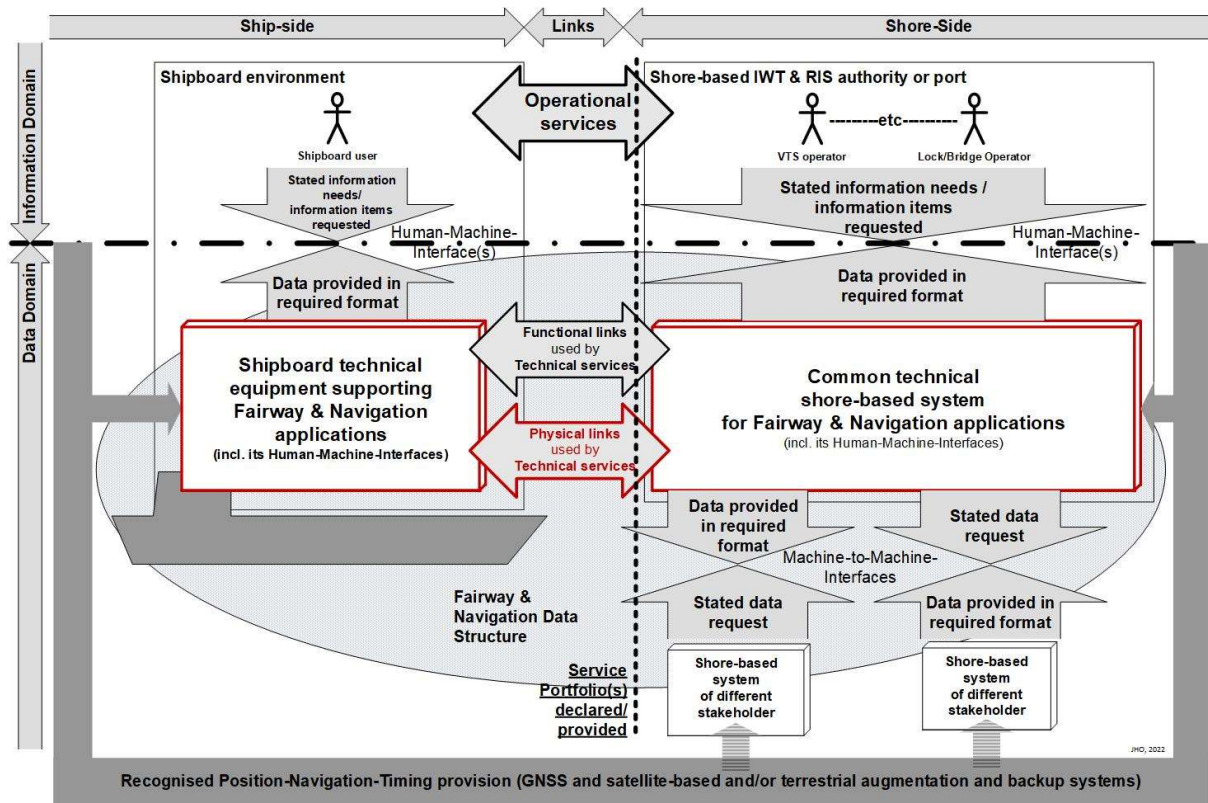 Ship-side
Links
Shore-Side
Information Domain
Data Domain
Shipboard environment
Shipboard user
Stated information
needs/
information items
requested
Human-Machine-
Interface(s)
Data provided in
required format
Shipboard technical
equipment supporting
Fairway & Navigation
applications
(incl. its Human-Machine-Interfaces)
Operational
services
Functional links
used by
Technical services
Physical links
used by
Technical services
Shore-based IWT & RIS authority or port
---------etc---------
VTS operator
Lock/Bridge Operator
Stated information needs /
information items
requested
Human-Machine-
Interface(s)
Data provided in
required format
Common technical
shore-based system
for Fairway & Navigation applications
(incl. its Human-Machine-Interfaces)
Data provided
in required
format
Stated data
request
Machine-to-Machine-
Interfaces
Stated data
request
Data provided in
required format
Fairway &
Navigation Data
Structure
Service
Portfolio(s)
declared/
provided
Shore-based
system
of different
stakeholder
Shore-based
system
of different
stakeholder
JHO, 2022
Recognised Position-Navigation-Timing provision (GNSS and satellite-based and/or terrestrial augmentation and backup systems)